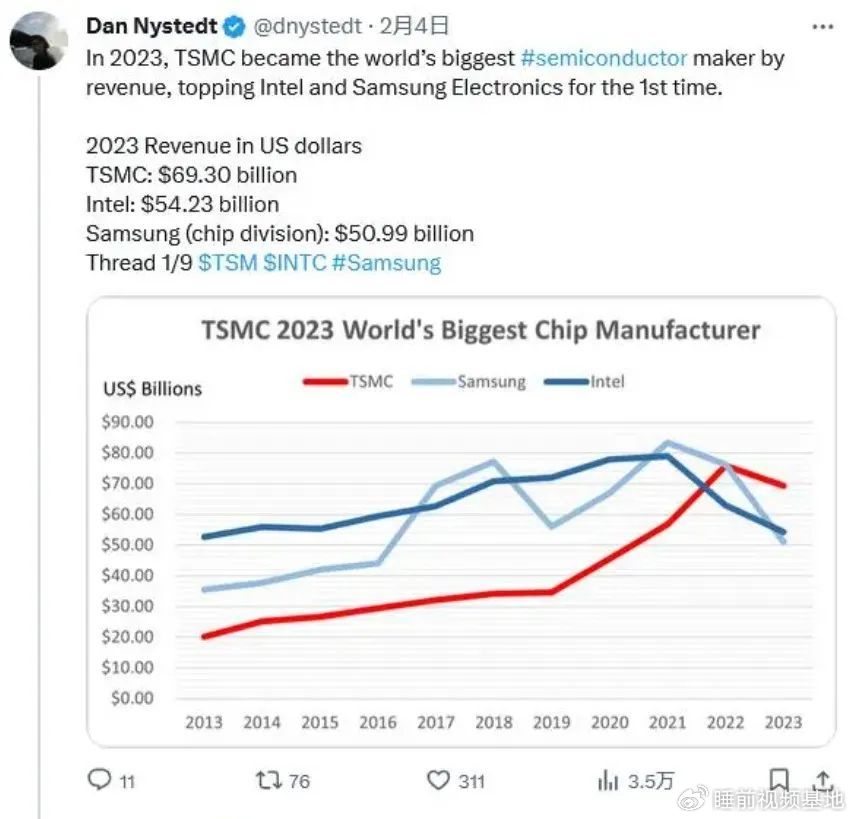 Dan Nystedt @dnystedt · 2月4日
In 2023, TSMC became the world's biggest #semiconductor maker by
revenue, topping Intel and Samsung Electronics for the 1st time.
2023 Revenue in US dollars
TSMC: $69.30 billion
Intel: $54.23 billion
Samsung (chip division): $50.99 billion
Thread 1/9 $TSM $INTC #Samsung
TSMC 2023 World's Biggest Chip Manufacturer
US$ Billions
TSMC Samsung Intel
$90.00
$80.00
$70.00
$60.00
$50.00
$40.00
$30.00
$20.00
$10.00
$0.00
2013 2014 2015 2016 2017 2018 2019 2020 2021 2022 2023
11 76 311 3.5万
睡前视频基地